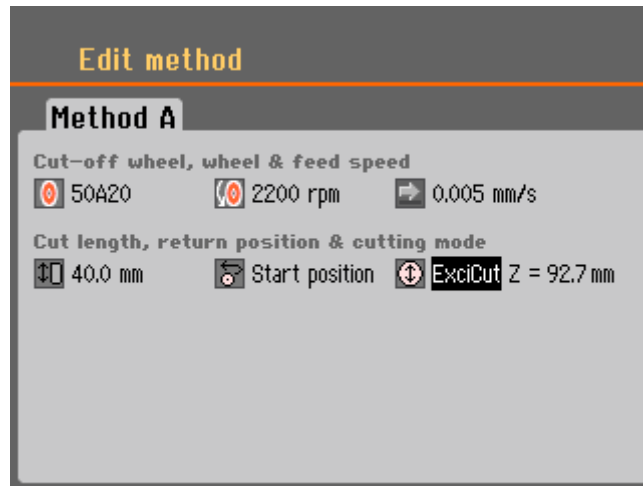 Edit method
Method A
Cut-off wheel, wheel & feed speed
50A20 2200 rpm 0.005 mm/s
Cut length, return position & cutting mode
40.0 mm Start position ExciCut Z = 92.7 mm